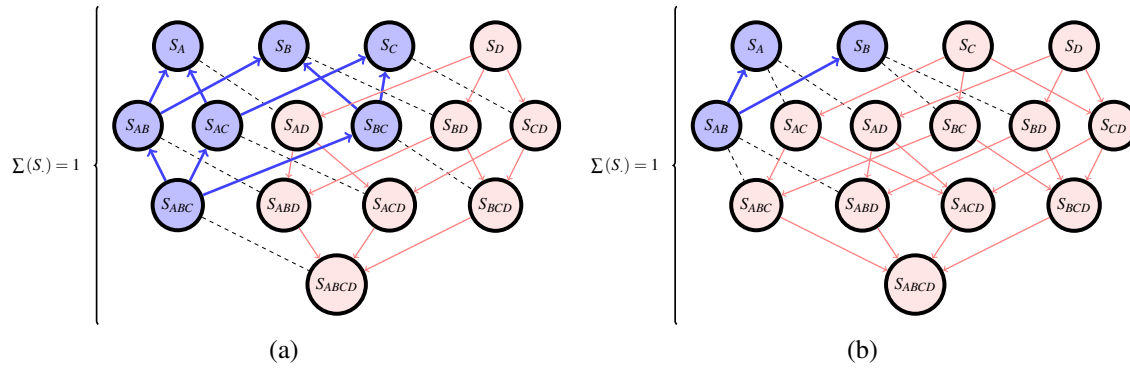 S_A S_B S_C S_D
S_AB S_AC S_AD S_BC S_BD S_CD
∑(S.) = 1
S_ABC S_ABD S_ACD S_BCD
S_ABCD
(a)
S_A S_B S_C S_D
S_AB S_AC S_AD S_BC S_BD S_CD
∑(S.) = 1
S_ABC S_ABD S_ACD S_BCD
S_ABCD
(b)